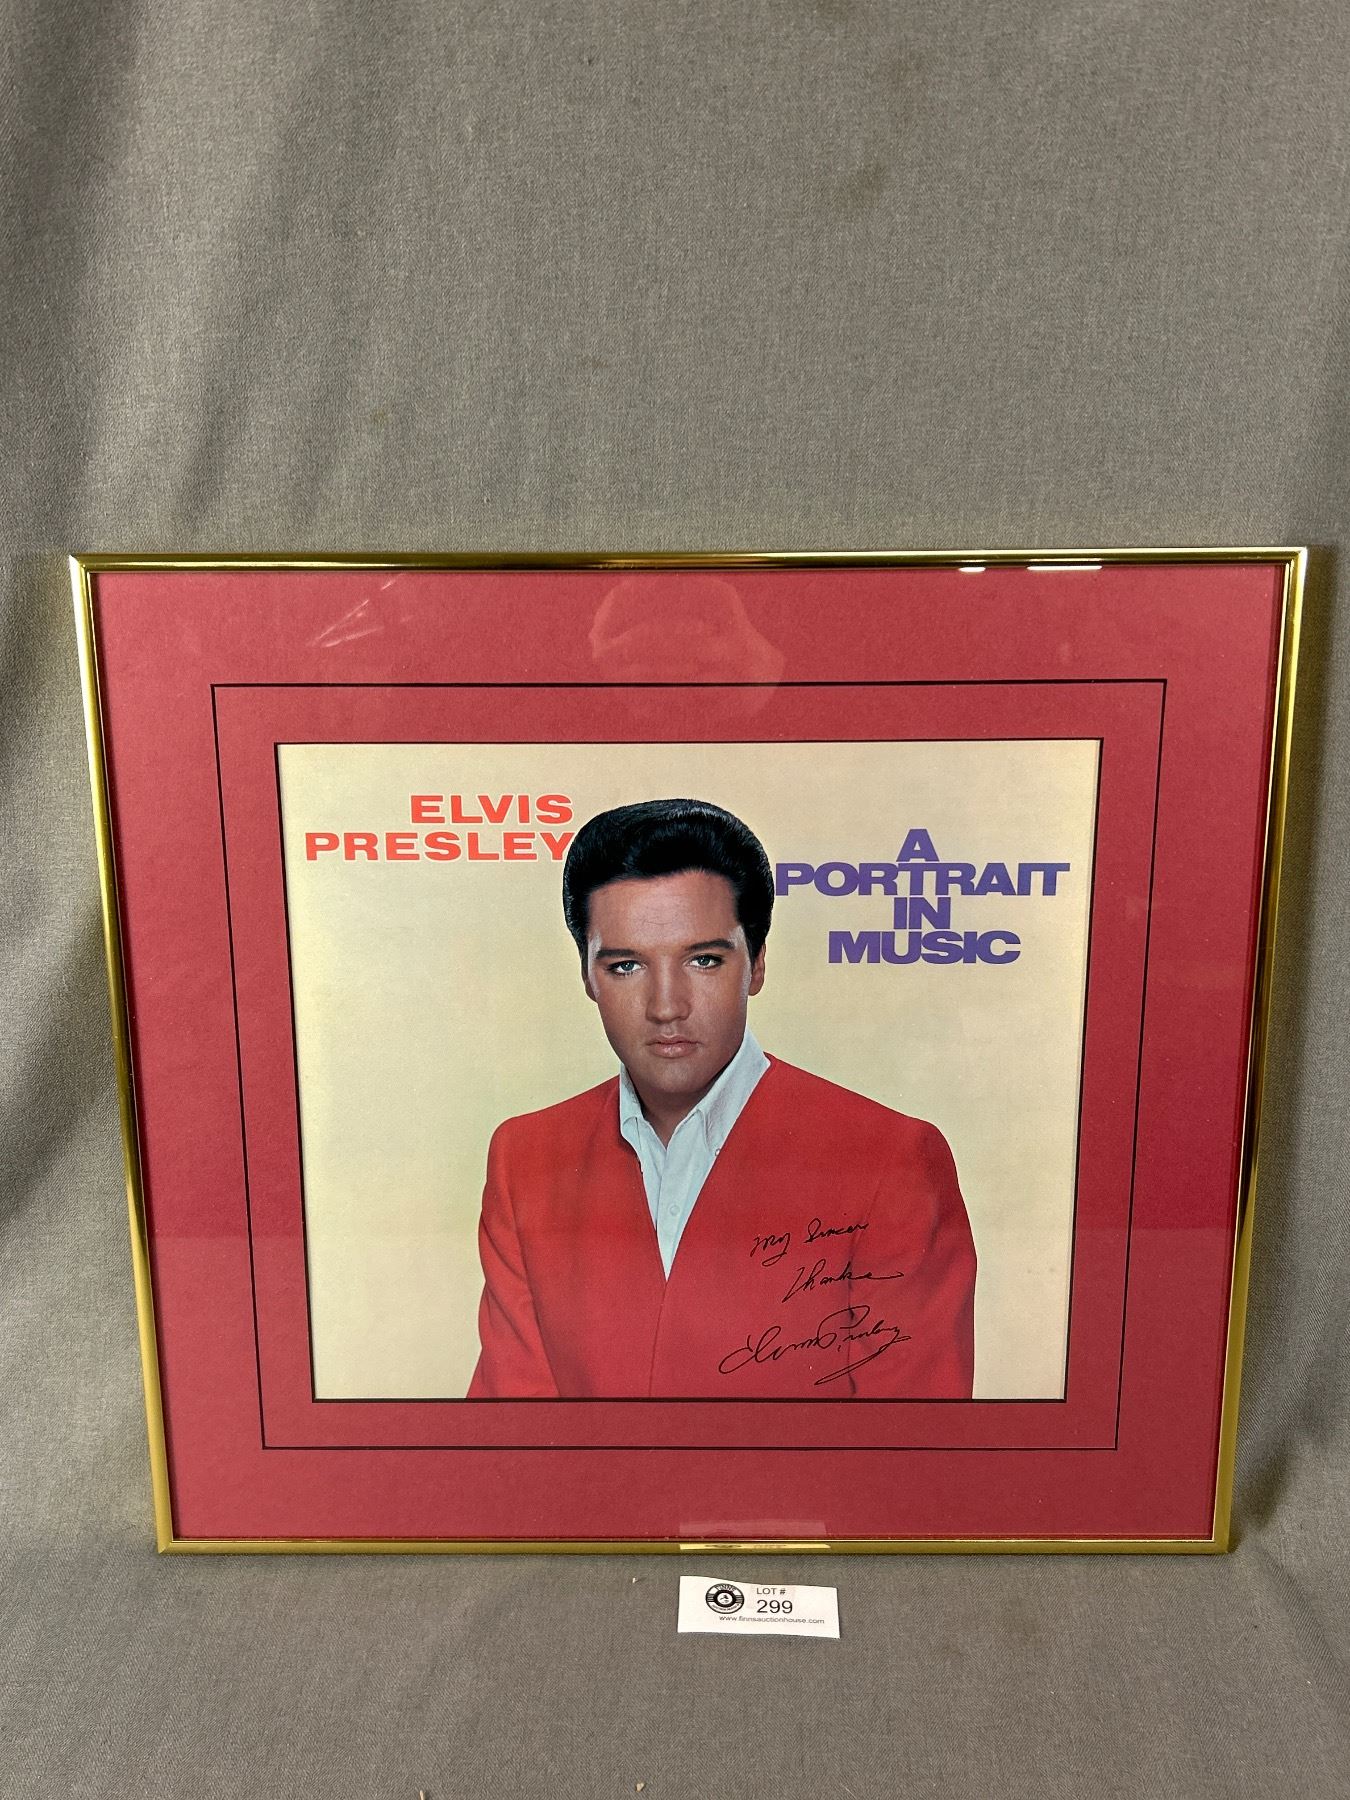 ELVIS
PRESLEY
A
PORTRAIT
IN
MUSIC
My Sincere
Thanks
Elvis Presley
LOT #
299
www.finnsauctionhouse.com